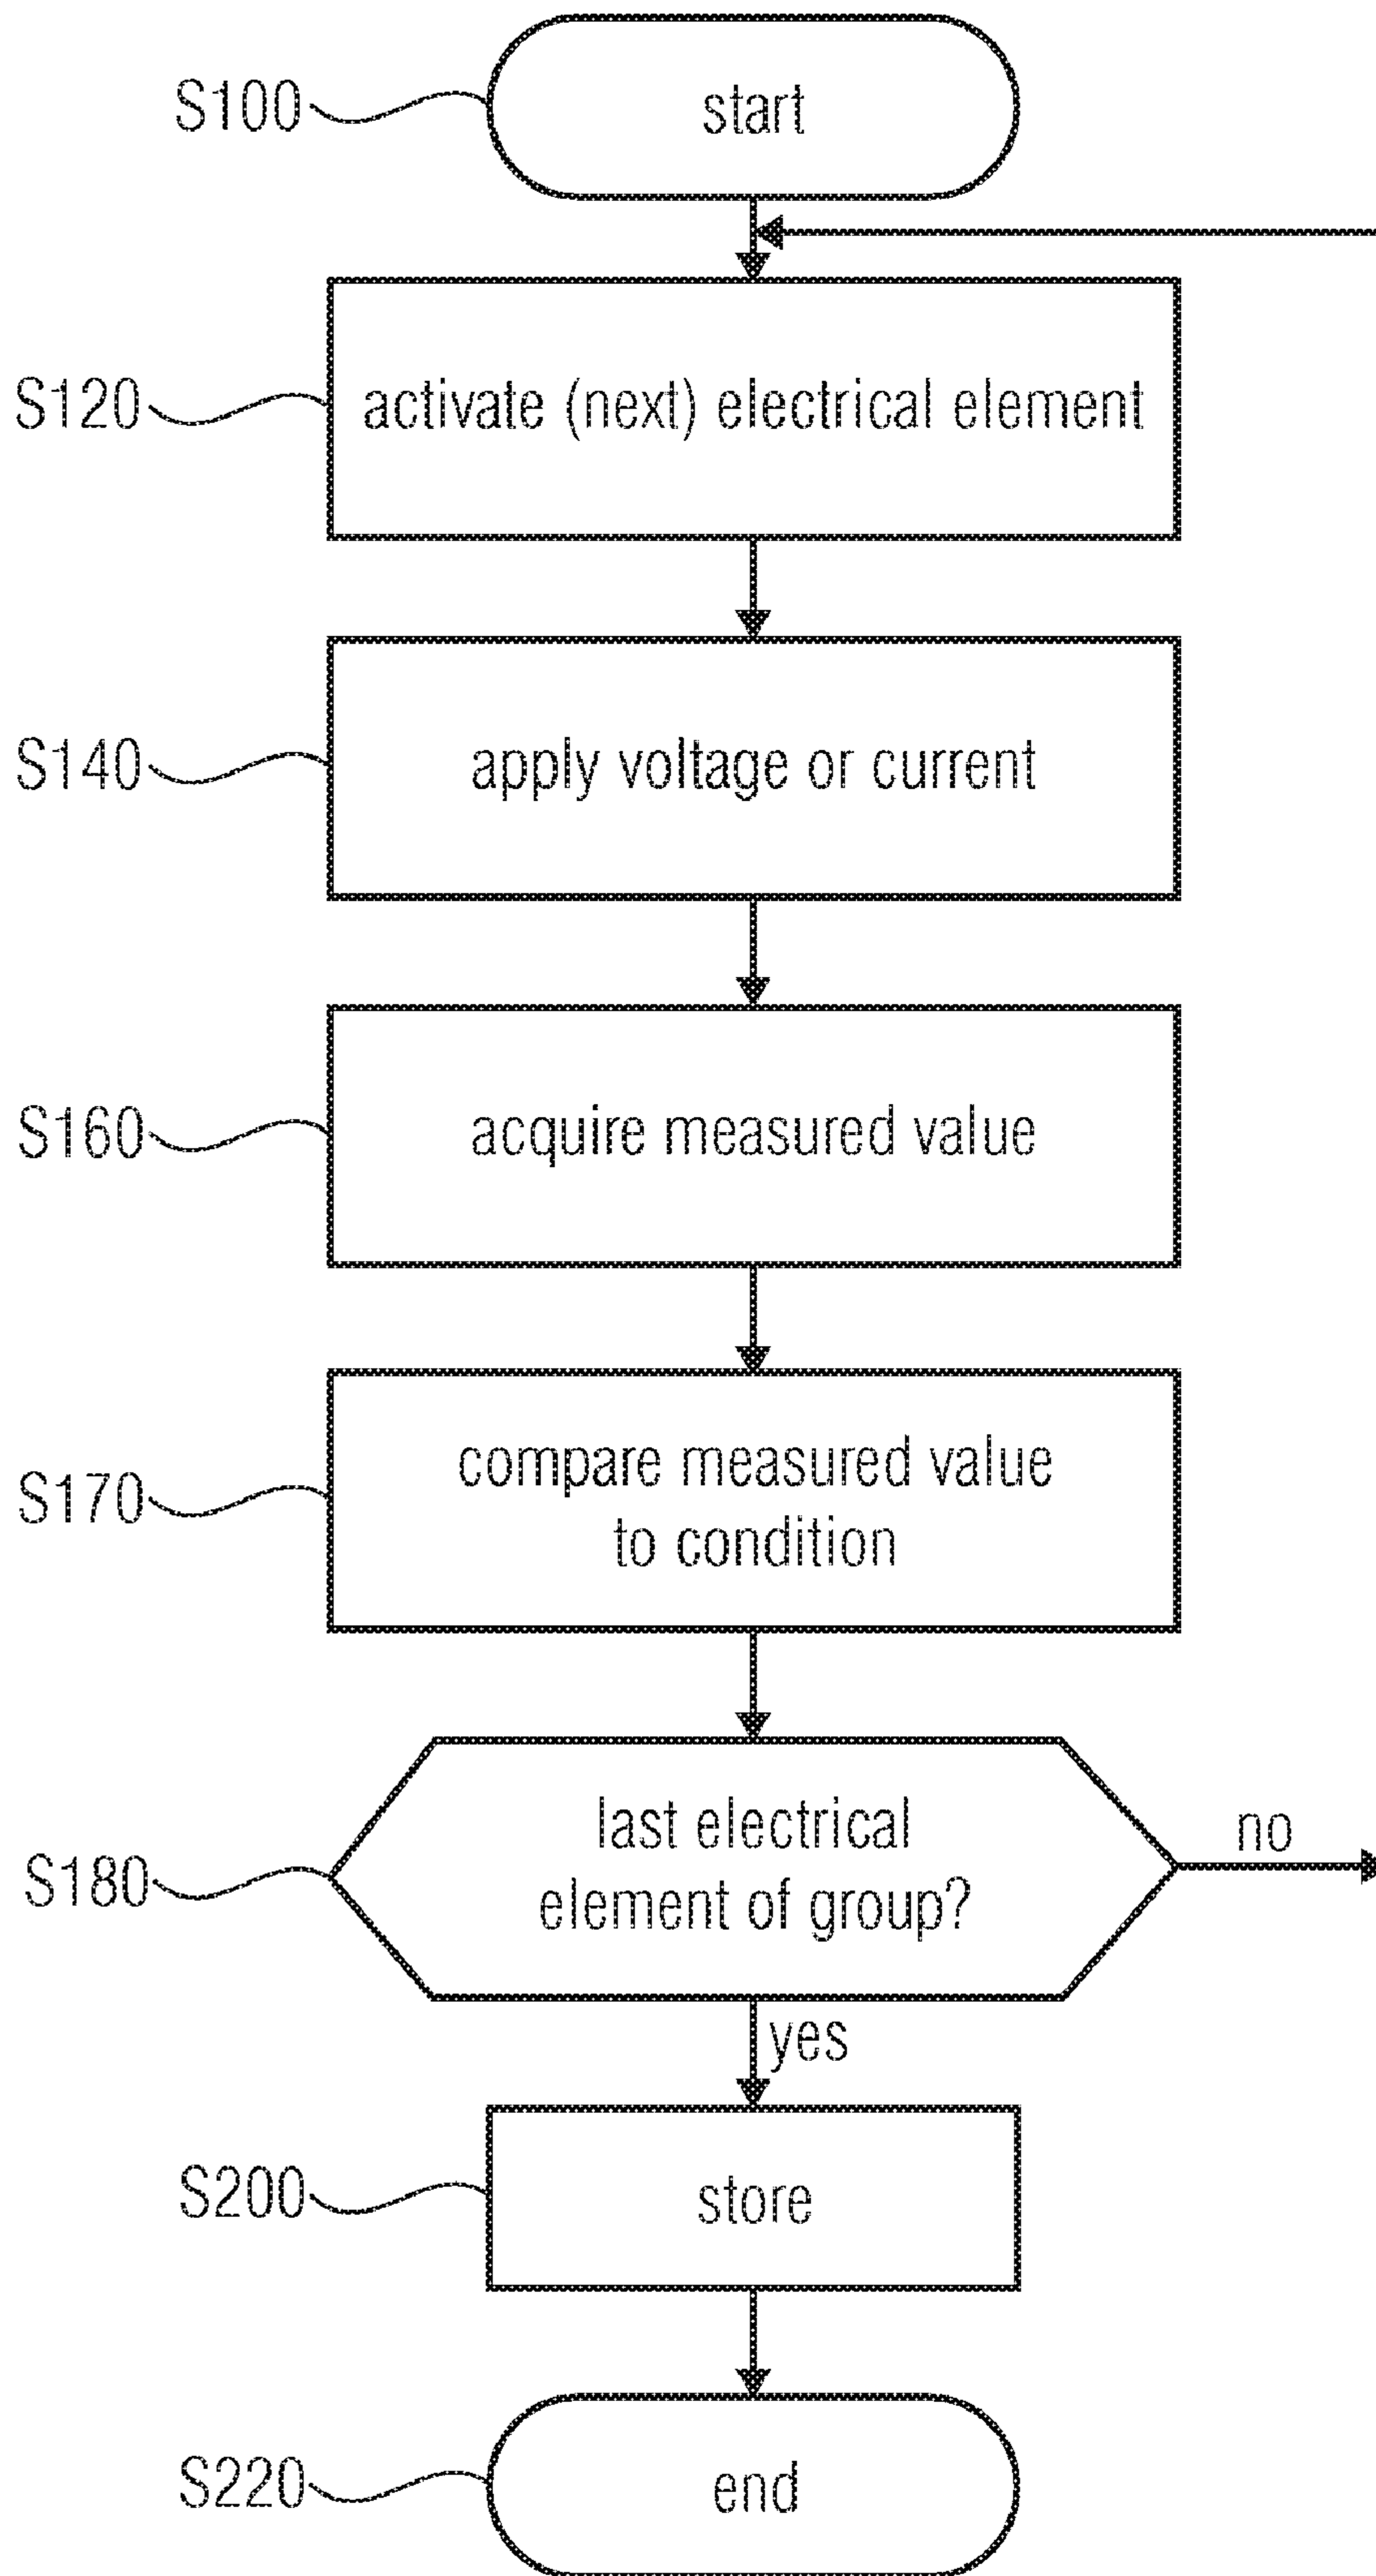 S100
start
S120
activate (next) electrical element
S140
apply voltage or current
S160
acquire measured value
S170
compare measured value
to condition
S180
last electrical
element of group?
no
yes
S200
store
S220
end